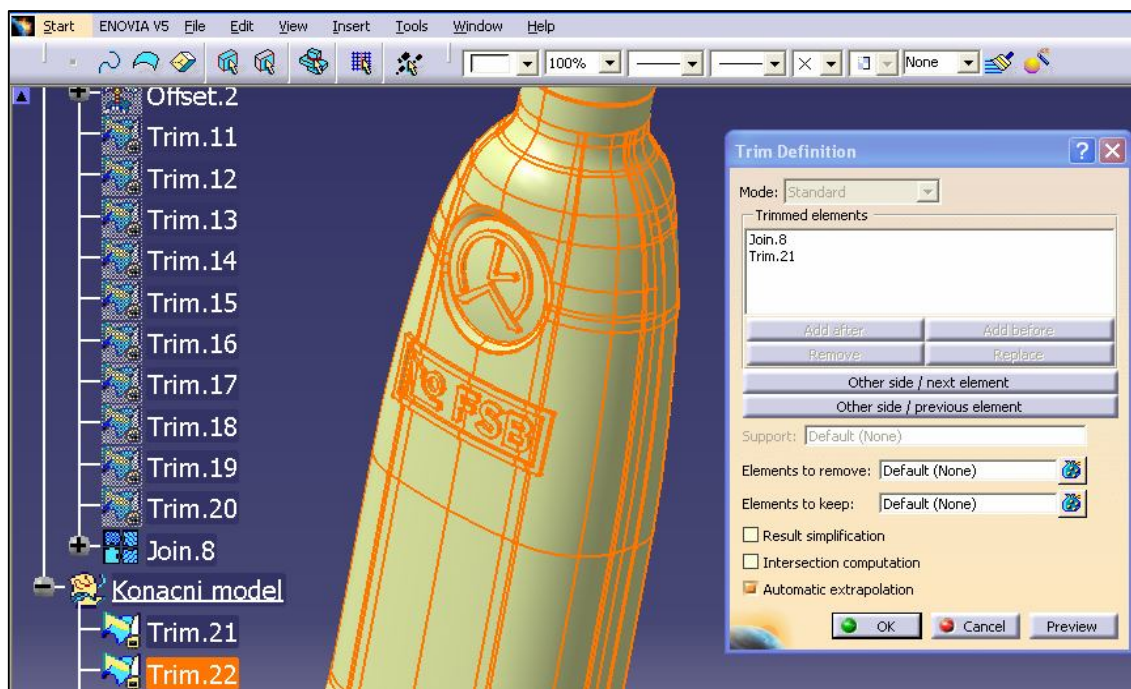 Start ENOVIA V5 File Edit View Insert Tools Window Help
100% None
Offset.2
Trim.11
Trim.12
Trim.13
Trim.14
Trim.15
Trim.16
Trim.17
Trim.18
Trim.19
Trim.20
Join.8
Konacni model
Trim.21
Trim.22
FSB
Trim Definition
Mode: Standard
Trimmed elements
Join.8
Trim.21
Add after Add before
Remove Replace
Other side / next element
Other side / previous element
Support: Default (None)
Elements to remove: Default (None)
Elements to keep: Default (None)
Result simplification
Intersection computation
Automatic extrapolation
OK Cancel Preview